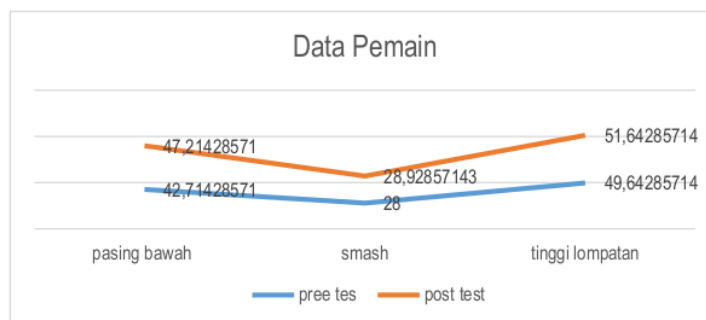 Data Pemain
47,21428571
42,71428571
28,92857143
28
51,64285714
49,64285714
pasing bawah smash tinggi lompatan
pree tes post test